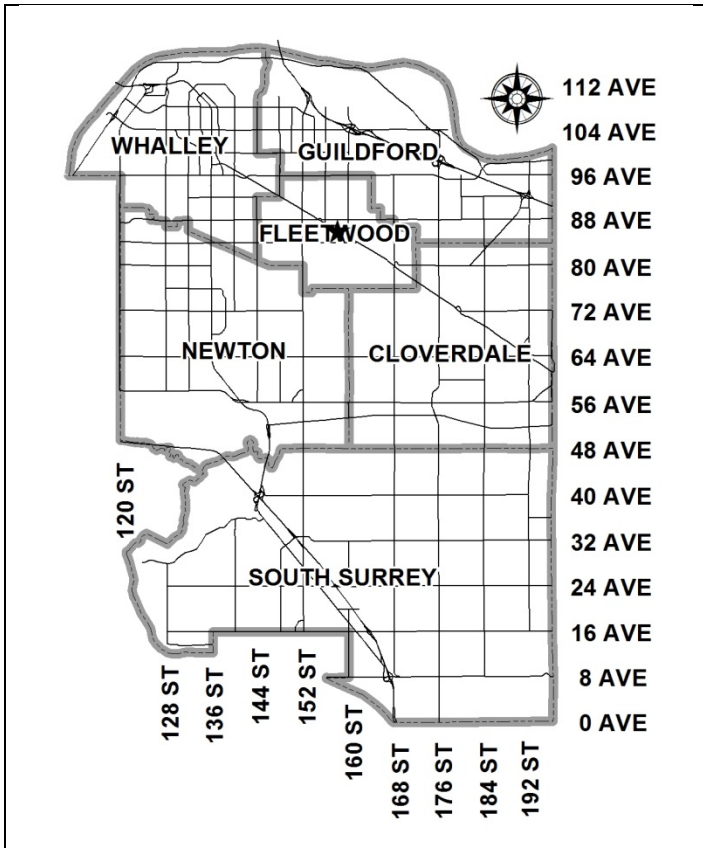 112 AVE
104 AVE
WHALLEY
GUILDFORD
96 AVE
88 AVE
FLEETWOOD
80 AVE
72 AVE
NEWTON
CLOVERDALE
64 AVE
56 AVE
48 AVE
120 ST
40 AVE
32 AVE
SOUTH SURREY
24 AVE
16 AVE
128 ST
136 ST
144 ST
152 ST
160 ST
8 AVE
0 AVE
168 ST
176 ST
184 ST
192 ST